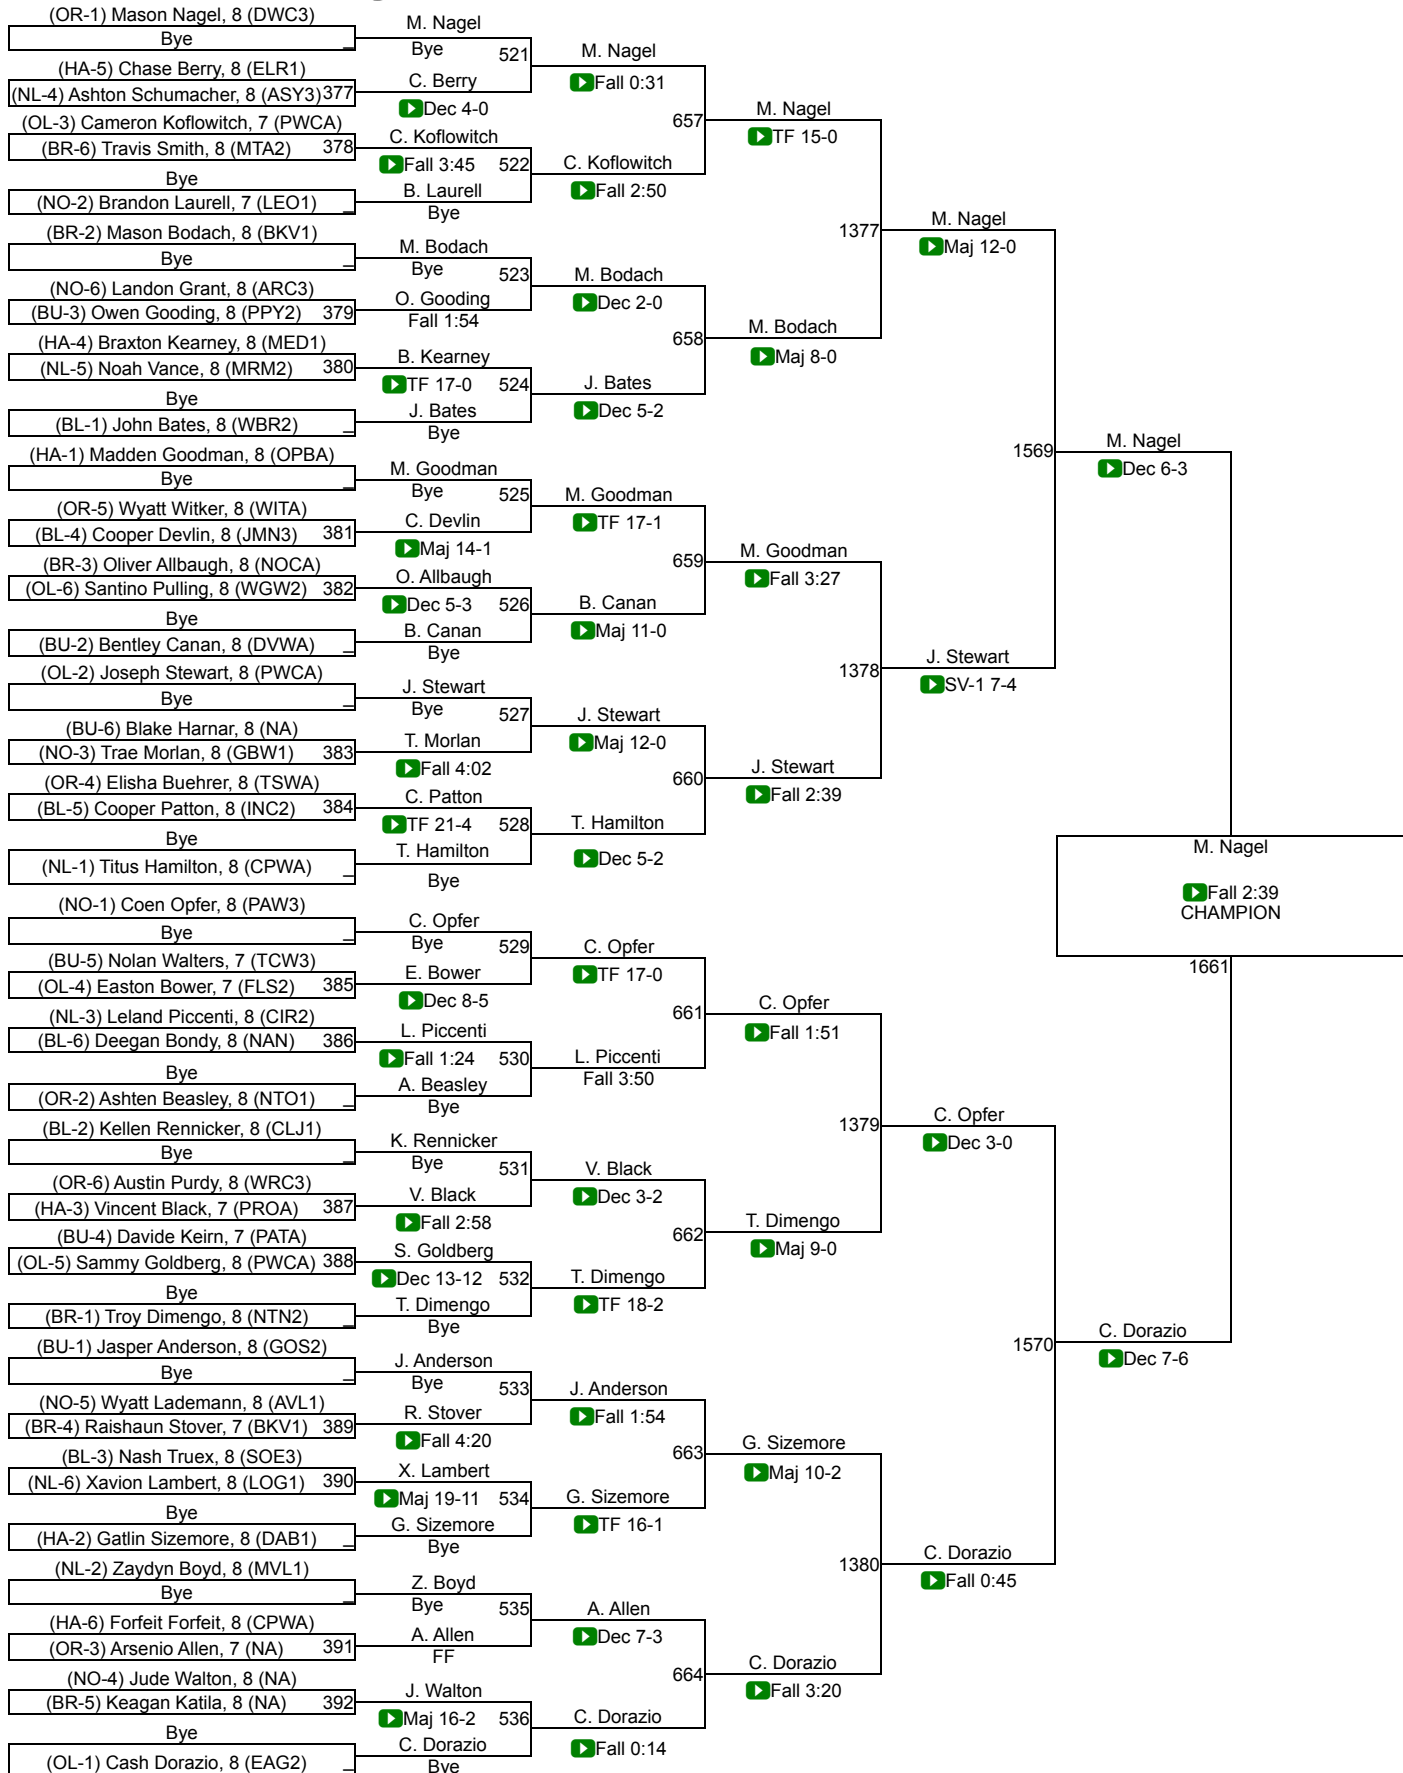 (OR-1) Mason Nagel, 8 (DWC3)
Bye
(HA-5) Chase Berry, 8 (ELR1)
(NL-4) Ashton Schumacher, 8 (ASY3) 377
(OL-3) Cameron Koflowitch, 7 (PWCA)
(BR-6) Travis Smith, 8 (MTA2) 378
Bye
(NO-2) Brandon Laurell, 7 (LEO1)
(BR-2) Mason Bodach, 8 (BKV1)
Bye
(NO-6) Landon Grant, 8 (ARC3)
(BU-3) Owen Gooding, 8 (PPY2) 379
(HA-4) Braxton Kearney, 8 (MED1)
(NL-5) Noah Vance, 8 (MRM2) 380
Bye
(BL-1) John Bates, 8 (WBR2)
(HA-1) Madden Goodman, 8 (OPBA)
Bye
(OR-5) Wyatt Witker, 8 (WITA)
(BL-4) Cooper Devlin, 8 (JMN3) 381
(BR-3) Oliver Allbaugh, 8 (NOCA)
(OL-6) Santino Pulling, 8 (WGW2) 382
Bye
(BU-2) Bentley Canan, 8 (DVWA)
(OL-2) Joseph Stewart, 8 (PWCA)
Bye
(BU-6) Blake Harnar, 8 (NA)
(NO-3) Trae Morlan, 8 (GBW1) 383
(OR-4) Elisha Buehrer, 8 (TSWA)
(BL-5) Cooper Patton, 8 (INC2) 384
Bye
(NL-1) Titus Hamilton, 8 (CPWA)
(NO-1) Coen Opfer, 8 (PAW3)
Bye
(BU-5) Nolan Walters, 7 (TCW3)
(OL-4) Easton Bower, 7 (FLS2) 385
(NL-3) Leland Piccenti, 8 (CIR2)
(BL-6) Deegan Bondy, 8 (NAN) 386
Bye
(OR-2) Ashten Beasley, 8 (NTO1)
(BL-2) Kellen Rennicker, 8 (CLJ1)
Bye
(OR-6) Austin Purdy, 8 (WRC3)
(HA-3) Vincent Black, 7 (PROA) 387
(BU-4) Davide Keirn, 7 (PATA)
(OL-5) Sammy Goldberg, 8 (PWCA) 388
Bye
(BR-1) Troy Dimengo, 8 (NTN2)
(BU-1) Jasper Anderson, 8 (GOS2)
Bye
(NO-5) Wyatt Lademann, 8 (AVL1)
(BR-4) Raishaun Stover, 7 (BKV1) 389
(BL-3) Nash Truex, 8 (SOE3)
(NL-6) Xavion Lambert, 8 (LOG1) 390
Bye
(HA-2) Gatlin Sizemore, 8 (DAB1)
(NL-2) Zaydyn Boyd, 8 (MVL1)
Bye
(HA-6) Forfeit Forfeit, 8 (CPWA)
(OR-3) Arsenio Allen, 7 (NA) 391
(NO-4) Jude Walton, 8 (NA)
(BR-5) Keagan Katila, 8 (NA) 392
Bye
(OL-1) Cash Dorazio, 8 (EAG2)
M. Nagel
Bye 521
C. Berry
Dec 4-0
C. Koflowitch
Fall 3:45 522
B. Laurell
Bye
M. Bodach
Bye 523
O. Gooding
Fall 1:54
B. Kearney
TF 17-0 524
J. Bates
Bye
M. Goodman
Bye 525
C. Devlin
Maj 14-1
O. Allbaugh
Dec 5-3 526
B. Canan
Bye
J. Stewart
Bye 527
T. Morlan
Fall 4:02
C. Patton
TF 21-4 528
T. Hamilton
Bye
C. Opfer
Bye 529
E. Bower
Dec 8-5
L. Piccenti
Fall 1:24 530
A. Beasley
Bye
K. Rennicker
Bye 531
V. Black
Fall 2:58
S. Goldberg
Dec 13-12 532
T. Dimengo
Bye
J. Anderson
Bye 533
R. Stover
Fall 4:20
X. Lambert
Maj 19-11 534
G. Sizemore
Bye
Z. Boyd
Bye 535
A. Allen
FF
J. Walton
Maj 16-2 536
C. Dorazio
Bye
M. Nagel
Fall 0:31
657
C. Koflowitch
Fall 2:50
M. Bodach
Dec 2-0
658
J. Bates
Dec 5-2
M. Goodman
TF 17-1
659
B. Canan
Maj 11-0
J. Stewart
Maj 12-0
660
T. Hamilton
Dec 5-2
C. Opfer
TF 17-0
661
L. Piccenti
Fall 3:50
V. Black
Dec 3-2
662
T. Dimengo
TF 18-2
J. Anderson
Fall 1:54
663
G. Sizemore
TF 16-1
A. Allen
Dec 7-3
664
C. Dorazio
Fall 0:14
M. Nagel
TF 15-0
1377
M. Bodach
Maj 8-0
M. Goodman
Fall 3:27
1378
J. Stewart
Fall 2:39
C. Opfer
Fall 1:51
1379
T. Dimengo
Maj 9-0
G. Sizemore
Maj 10-2
1380
C. Dorazio
Fall 3:20
M. Nagel
Maj 12-0
1569
J. Stewart
SV-1 7-4
C. Opfer
Dec 3-0
1570
C. Dorazio
Fall 0:45
M. Nagel
Dec 6-3
C. Dorazio
Dec 7-6
M. Nagel
Fall 2:39
CHAMPION
1661